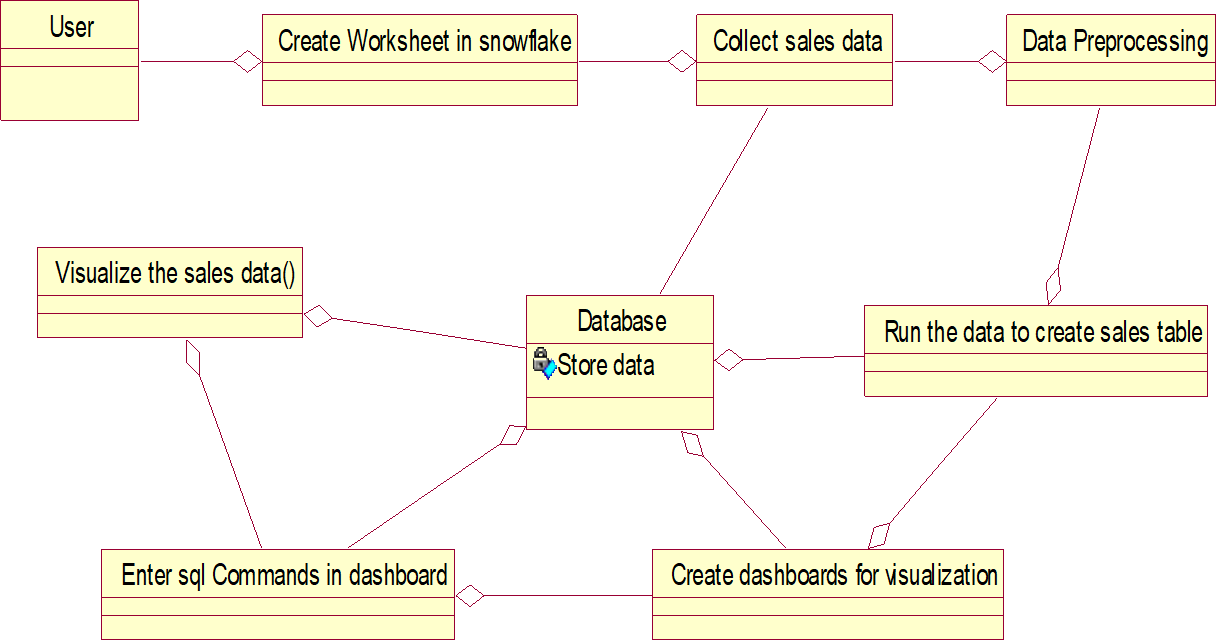 User
Create Worksheet in snowflake
Collect sales data
Data Preprocessing
Visualize the sales data()
Database
Store data
Run the data to create sales table
Enter sql Commands in dashboard
Create dashboards for visualization